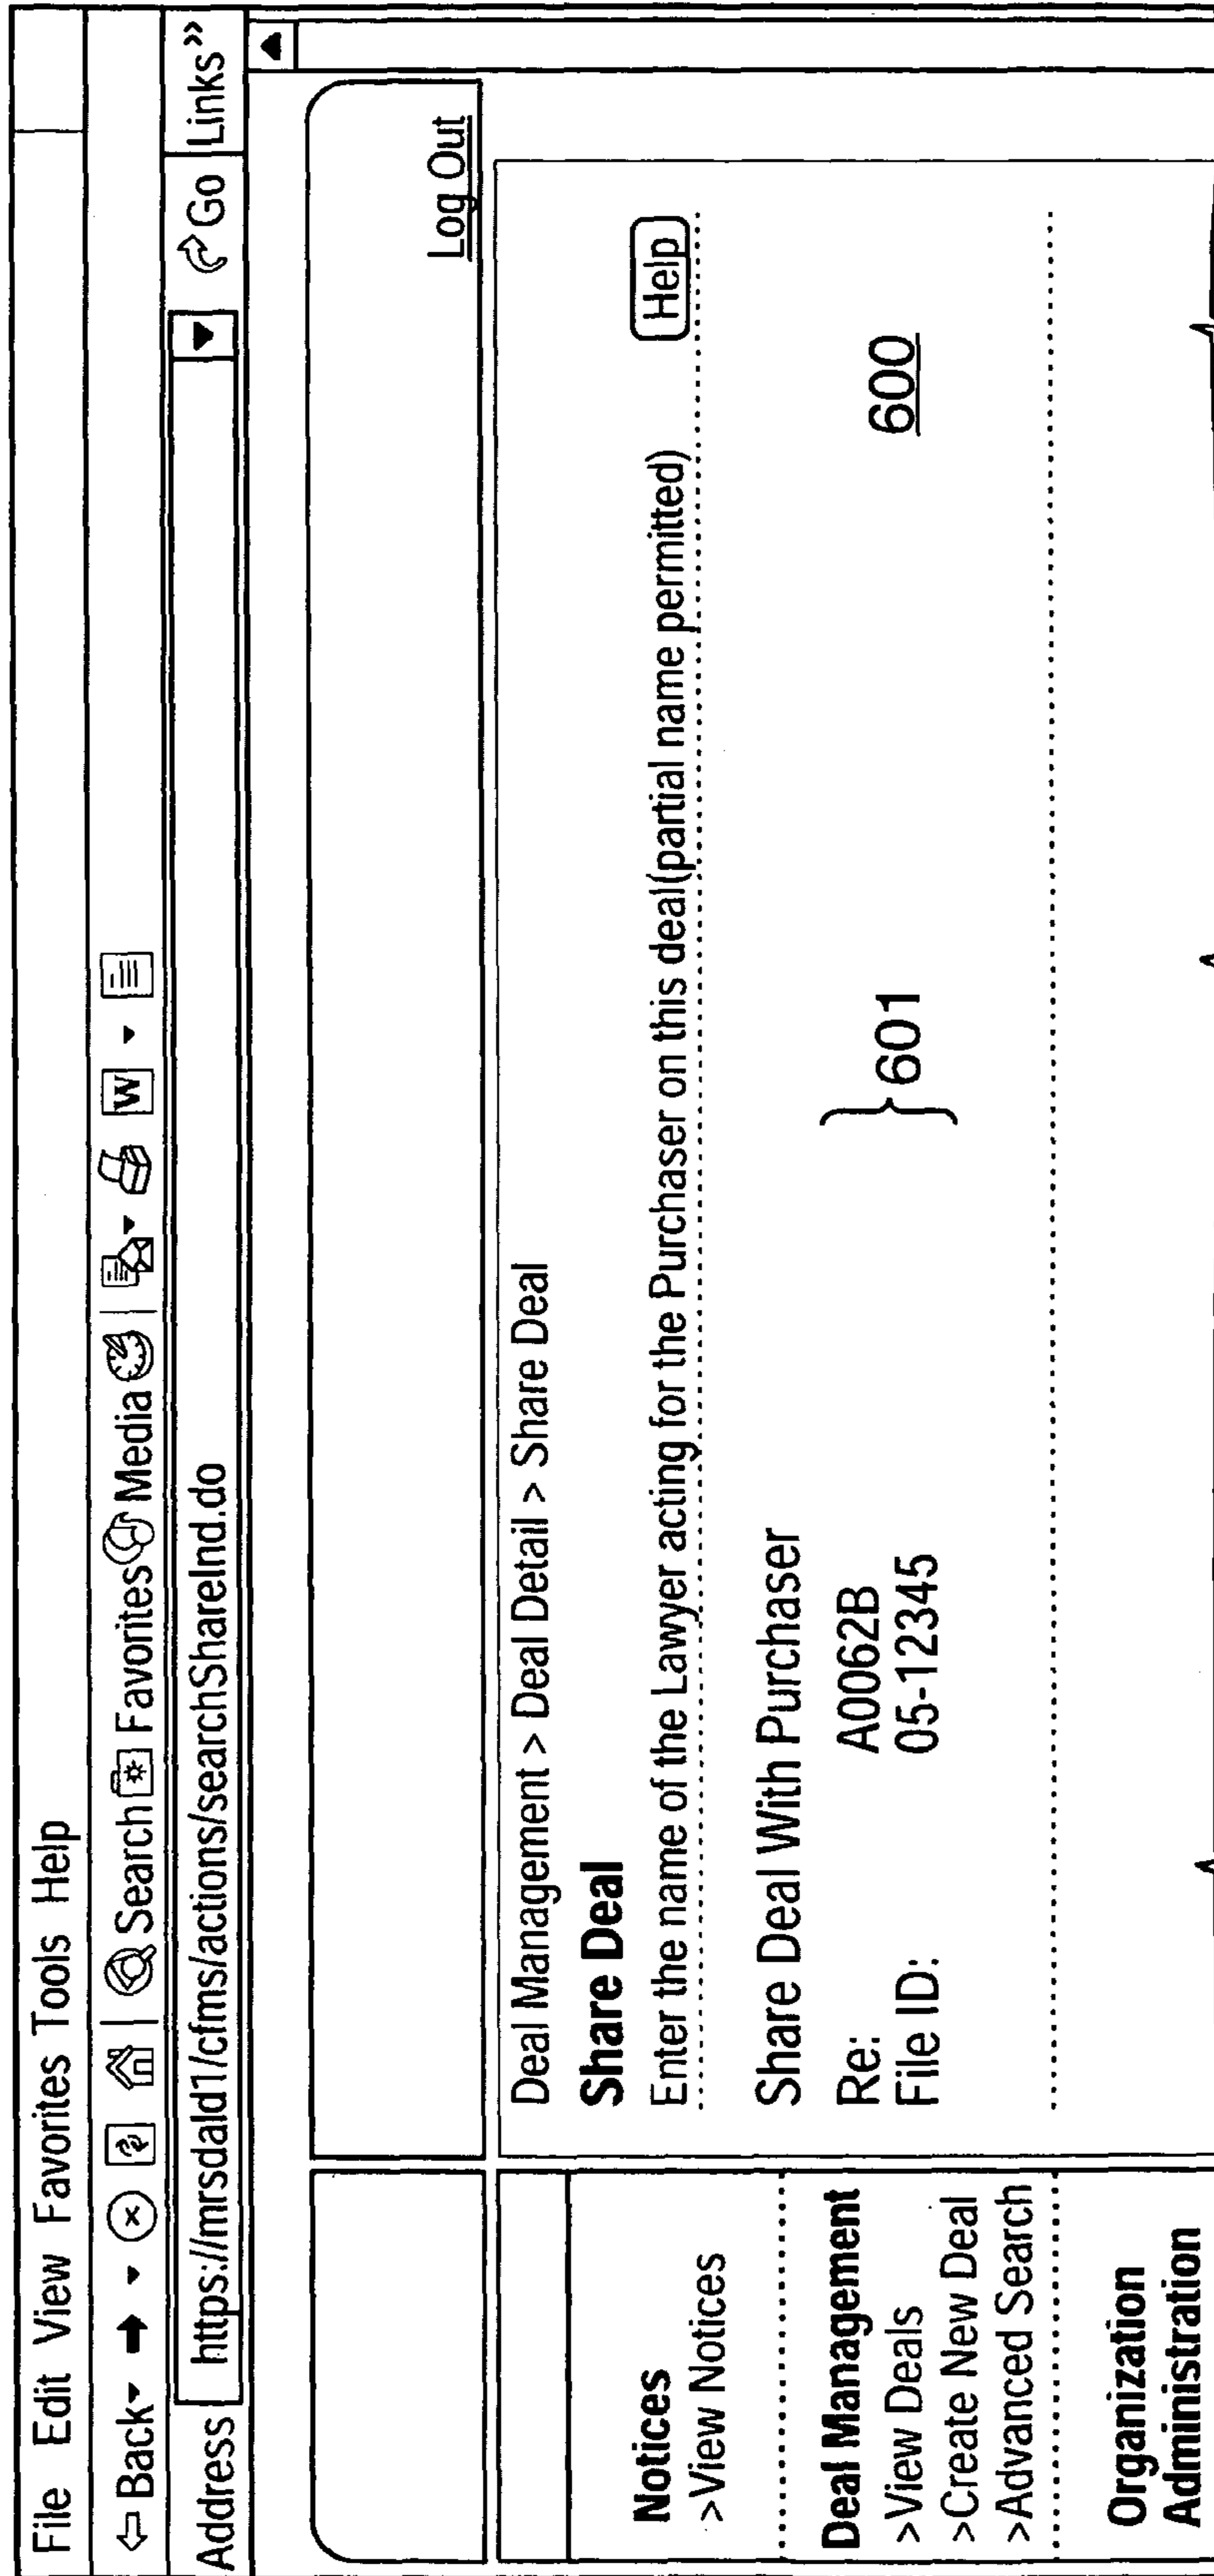 File Edit View Favorites Tools Help
Back Search Favorites Media W
Address https://mrsdald1/cfms/actions/searchShareInd.do Go Links»
Log Out
Deal Management > Deal Detail > Share Deal
Share Deal
Enter the name of the Lawyer acting for the Purchaser on this deal(partial name permitted) Help
Share Deal With Purchaser
Re: A0062B
File ID: 05-12345
601
600
Notices
>View Notices
Deal Management
>View Deals
>Create New Deal
>Advanced Search
Organization
Administration